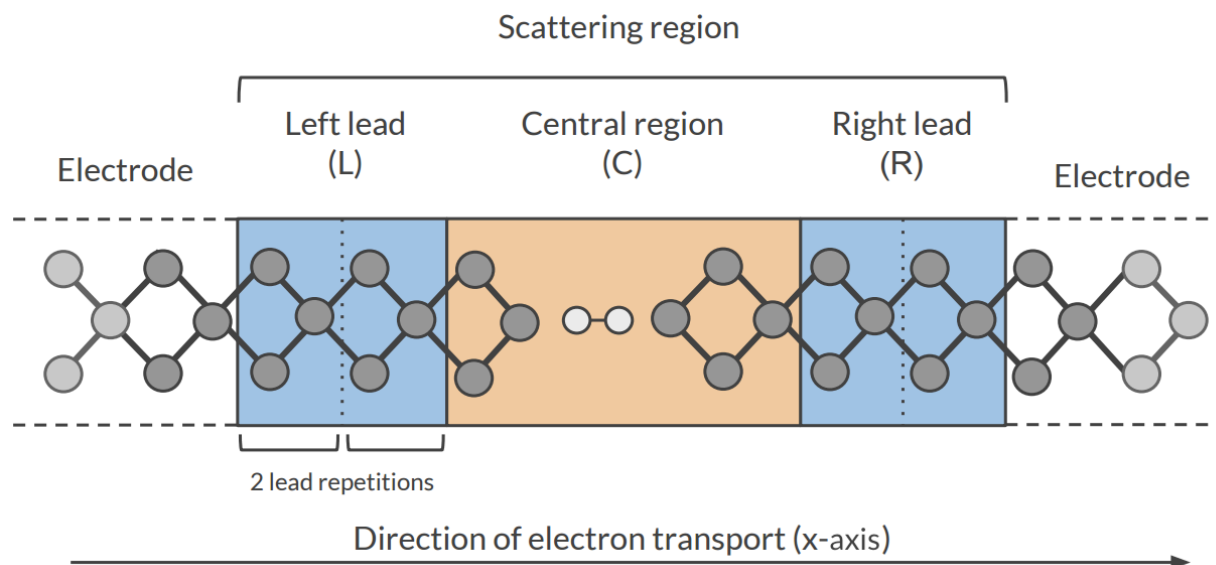 Scattering region
Left lead
(L)
Central region
(C)
Right lead
(R)
Electrode
Electrode
2 lead repetitions
Direction of electron transport (x-axis)